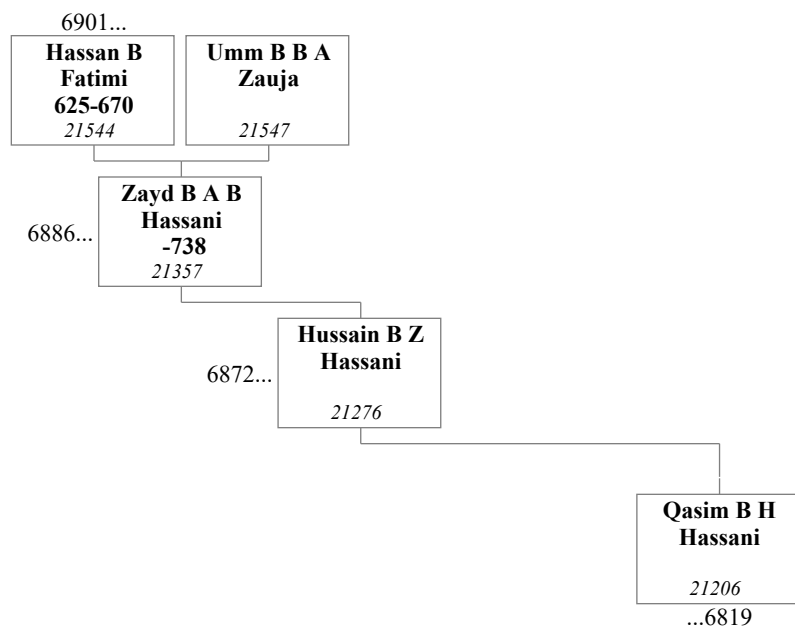 6901...
Hassan B
Fatimi
625-670
21544
Umm B B A
Zauja
21547
6886...
Zayd B A B
Hassani
-738
21357
6872...
Hussain B Z
Hassani
21276
Qasim B H
Hassani
21206
...6819